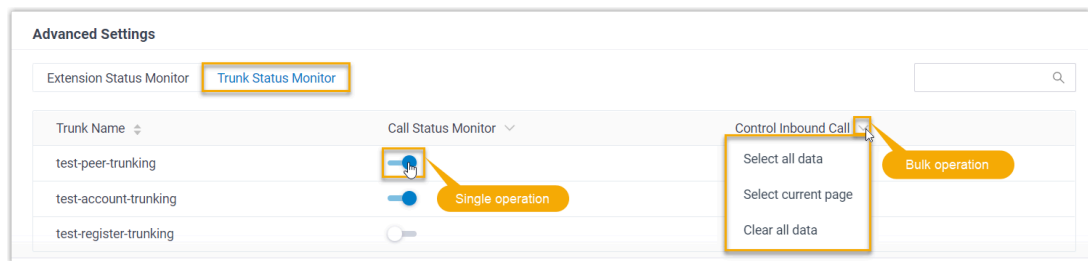 Advanced Settings
Extension Status Monitor Trunk Status Monitor
Trunk Name Call Status Monitor Control Inbound Call
test-peer-trunking Select all data Bulk operation
test-account-trunking Single operation Select current page
test-register-trunking Clear all data